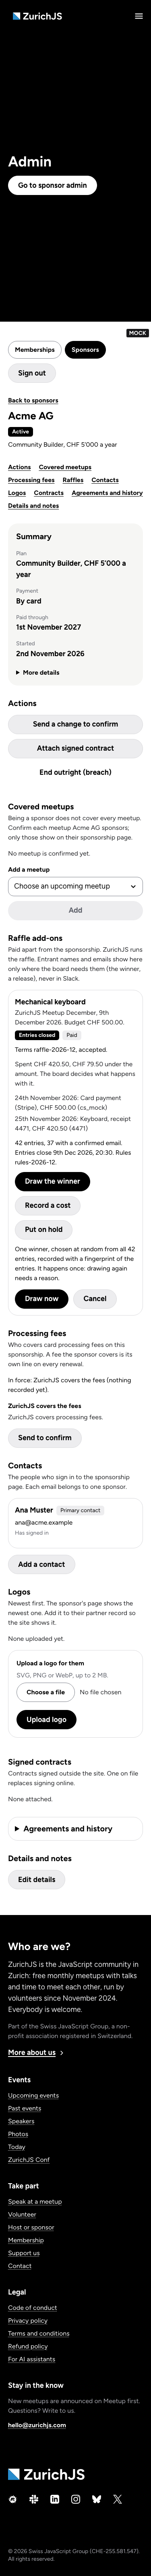 ZurichJS
Admin
Go to sponsor admin
MOCK
Memberships
Sponsors
Sign out
Back to sponsors
Acme AG
Active
Community Builder, CHF 5'000 a year
Actions
Covered meetups
Processing fees
Raffles
Contacts
Logos
Contracts
Agreements and history
Details and notes
Summary
Plan
Community Builder, CHF 5'000 a
year
Payment
By card
Paid through
1st November 2027
Started
2nd November 2026
More details
Actions
Send a change to confirm
Attach signed contract
End outright (breach)
Covered meetups
Being a sponsor does not cover every meetup.
Confirm each meetup Acme AG sponsors;
only those show on their sponsorship page.
No meetup is confirmed yet.
Add a meetup
Choose an upcoming meetup
Add
Raffle add-ons
Paid apart from the sponsorship. ZurichJS runs
the raffle. Entrant names and emails show here
only where the board needs them (the winner,
a release), never in Slack.
Mechanical keyboard
ZurichJS Meetup December, 9th
December 2026. Budget CHF 500.00.
Entries closed
Paid
Terms raffle-2026-12, accepted.
Spent CHF 420.50, CHF 79.50 under the
amount. The board decides what happens
with it.
24th November 2026: Card payment
(Stripe), CHF 500.00 (cs_mock)
25th November 2026: Keyboard, receipt
4471, CHF 420.50 (4471)
42 entries, 37 with a confirmed email.
Entries close 9th Dec 2026, 20:30. Rules
rules-2026-12.
Draw the winner
Record a cost
Put on hold
One winner, chosen at random from all 42
entries, recorded with a fingerprint of the
entries. It happens once: drawing again
needs a reason.
Draw now
Cancel
Processing fees
Who covers card processing fees on this
sponsorship. A fee the sponsor covers is its
own line on every renewal.
In force: ZurichJS covers the fees (nothing
recorded yet).
ZurichJS covers the fees
ZurichJS covers processing fees.
Send to confirm
Contacts
The people who sign in to the sponsorship
page. Each email belongs to one sponsor.
Ana Muster
Primary contact
ana@acme.example
Has signed in
Add a contact
Logos
Newest first. The sponsor's page shows the
newest one. Add it to their partner record so
the site shows it.
None uploaded yet.
Upload a logo for them
SVG, PNG or WebP, up to 2 MB.
Choose a file
No file chosen
Upload logo
Signed contracts
Contracts signed outside the site. One on file
replaces signing online.
None attached.
Agreements and history
Details and notes
Edit details
Who are we?
ZurichJS is the JavaScript community in
Zurich: free monthly meetups with talks
and time to meet each other, run by
volunteers since November 2024.
Everybody is welcome.
Part of the Swiss JavaScript Group, a non-
profit association registered in Switzerland.
More about us
Events
Upcoming events
Past events
Speakers
Photos
Today
ZurichJS Conf
Take part
Speak at a meetup
Volunteer
Host or sponsor
Membership
Support us
Contact
Legal
Code of conduct
Privacy policy
Terms and conditions
Refund policy
For AI assistants
Stay in the know
New meetups are announced on Meetup first.
Questions? Write to us.
hello@zurichjs.com
ZurichJS
© 2026 Swiss JavaScript Group (CHE-255.581.547).
All rights reserved.